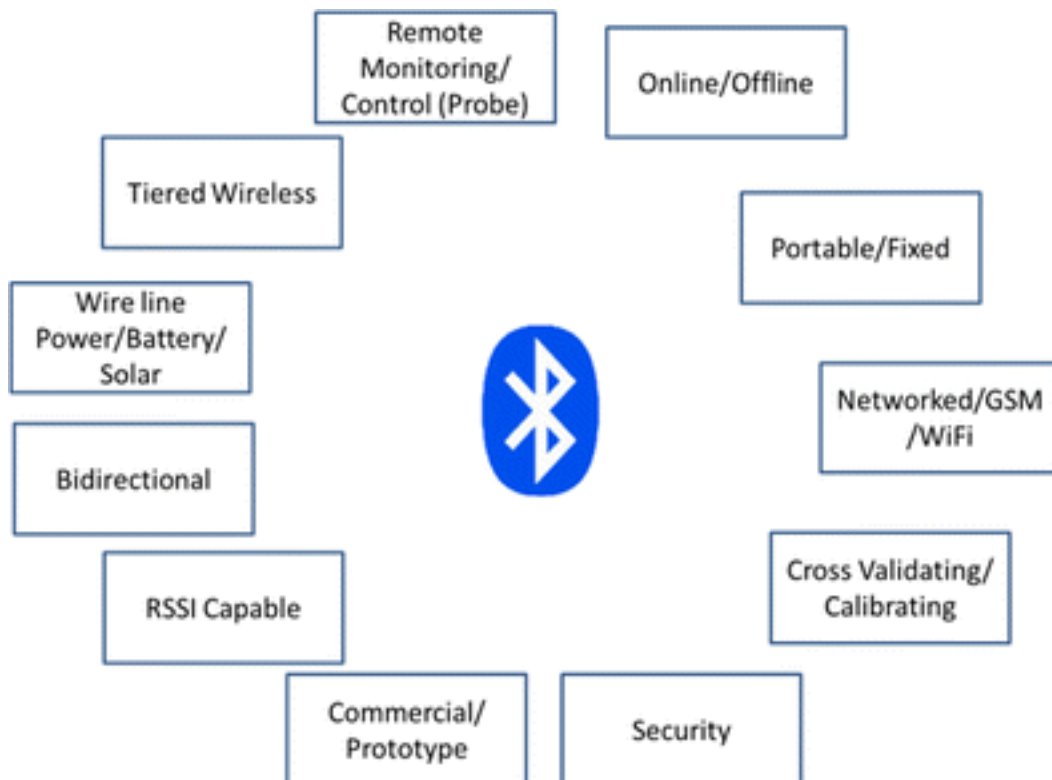 Remote
Monitoring/
Control (Probe)
Online/Offline
Tiered Wireless
Portable/Fixed
Wire line
Power/Battery/
Solar
Networked/GSM
/WiFi
Bidirectional
Cross Validating/
Calibrating
RSSI Capable
Commercial/
Prototype
Security